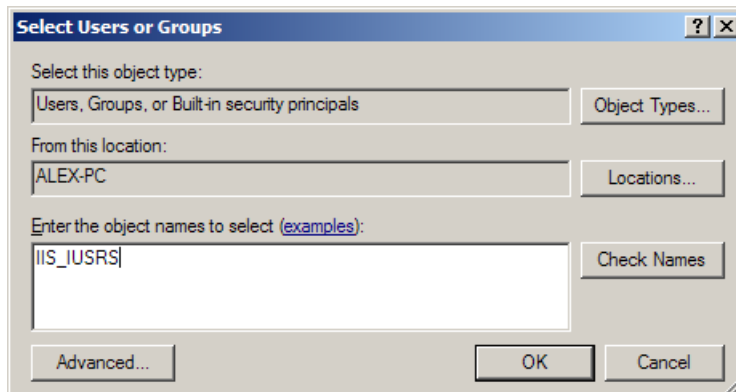 Select Users or Groups
Select this object type:
Users, Groups, or Built-in security principals
Object Types...
From this location:
ALEX-PC
Locations...
Enter the object names to select (examples):
IIS_IUSRS
Check Names
Advanced...
OK
Cancel